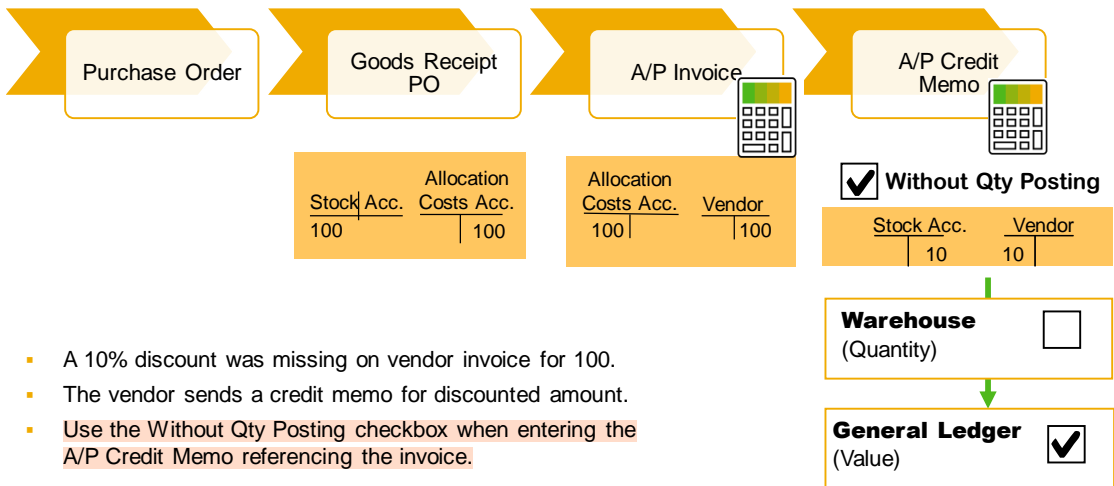 Purchase Order
Goods Receipt
PO
A/P Invoice
A/P Credit
Memo
Allocation
Stock Acc. Costs Acc.
100 100
Allocation
Costs Acc. Vendor
100 100
Without Qty Posting
Stock Acc. Vendor
10 10
Warehouse
(Quantity)
General Ledger
(Value)
▪ A 10% discount was missing on vendor invoice for 100.
▪ The vendor sends a credit memo for discounted amount.
▪ Use the Without Qty Posting checkbox when entering the
A/P Credit Memo referencing the invoice.